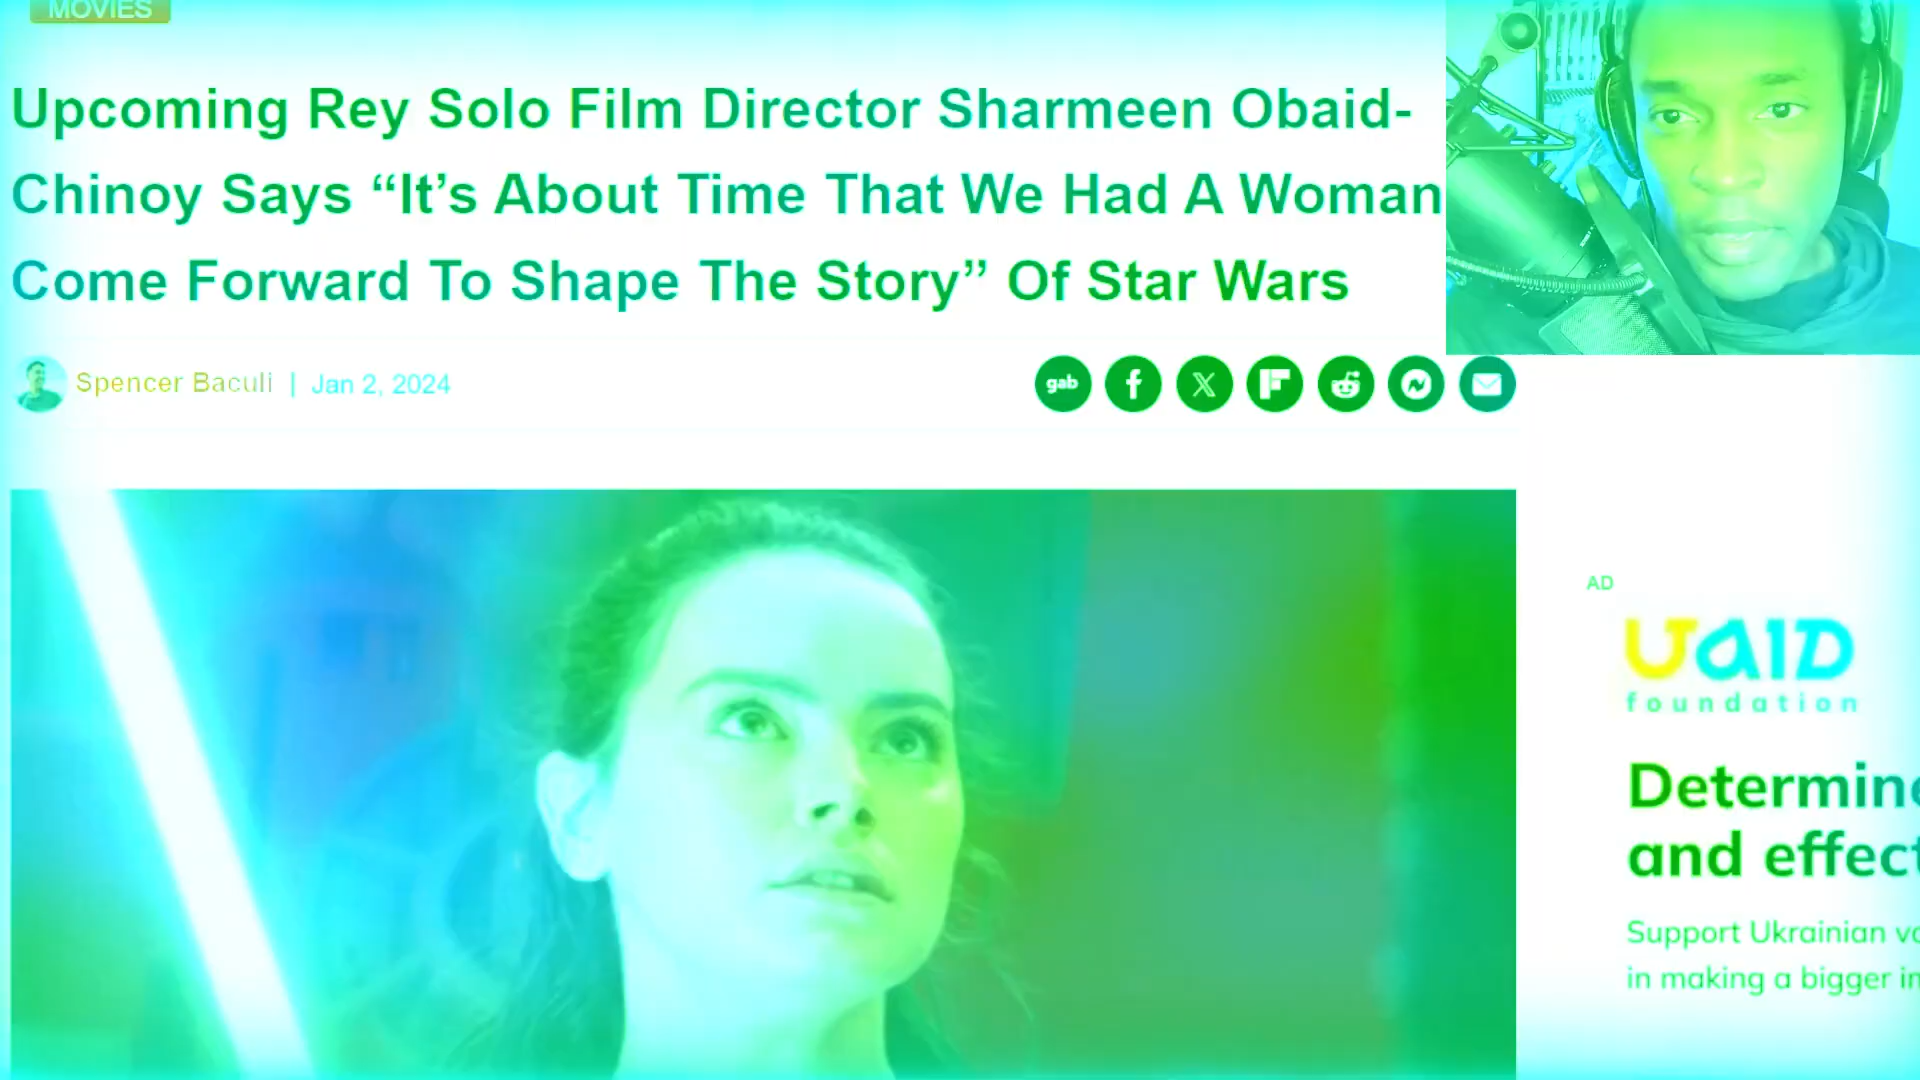 MOVIES
Upcoming Rey Solo Film Director Sharmeen Obaid-
Chinoy Says “It’s About Time That We Had A Woman
Come Forward To Shape The Story” Of Star Wars
Spencer Baculi | Jan 2, 2024
gab
AD
UAID
foundation
Determine
and effect
Support Ukrainian
in making a bigger